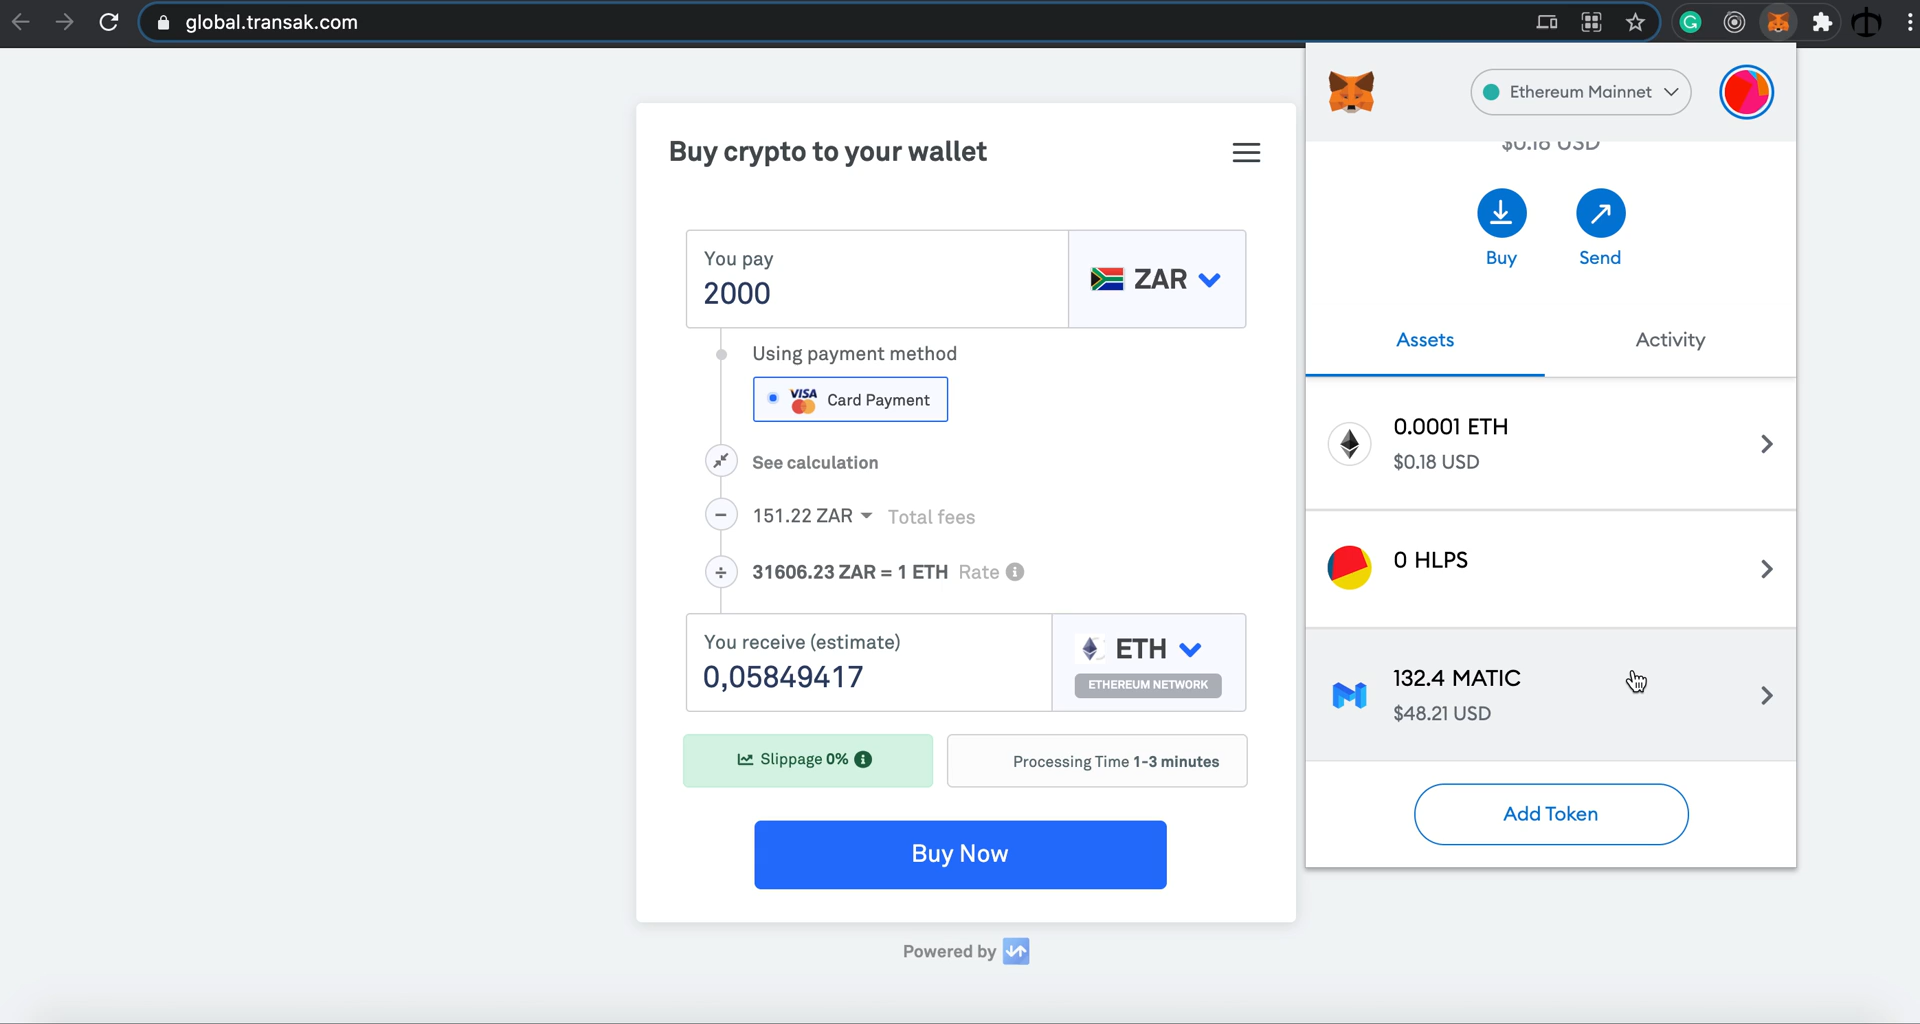 global.transak.com
Buy crypto to your wallet
You pay
2000
ZAR
Using payment method
VISA
Card Payment
See calculation
151.22 ZAR
Total fees
31606.23 ZAR = 1 ETH
Rate
You receive (estimate)
0,05849417
ETH
ETHEREUM NETWORK
Slippage 0%
Processing Time 1-3 minutes
Buy Now
Powered by
Ethereum Mainnet
Buy
Send
Assets
Activity
0.0001 ETH
$0.18 USD
0 HLPS
132.4 MATIC
$48.21 USD
Add Token